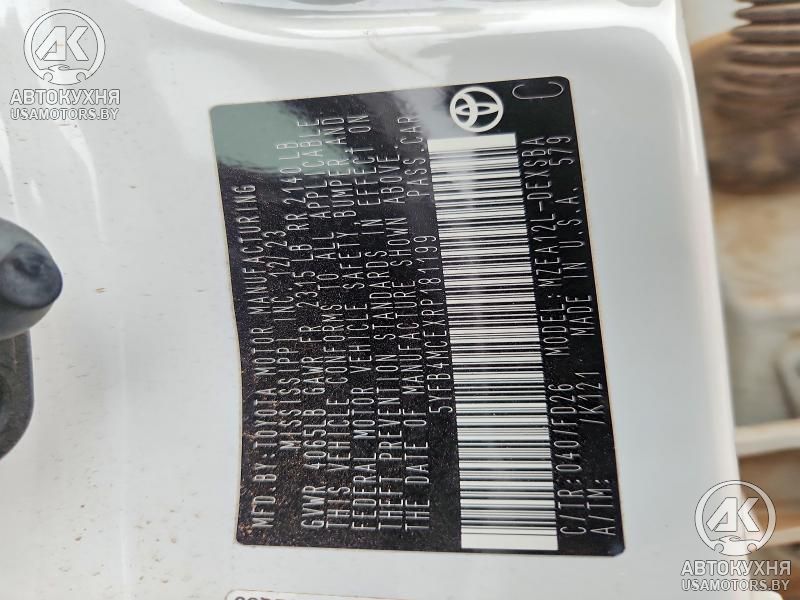 AK
АВТОКУХНЯ
USAMOTORS.BY
MFD.BY:TOYOTA MOTOR MANUFACTURING
MISSISSIPPI, INC. 12/23
GVWR 4065LB GAWR FR 2315 LB RR 2140 LB
THIS VEHICLE CONFORMS TO ALL APPLICABLE
FEDERAL MOTOR VEHICLE SAFETY, BUMPER AND
THEFT PREVENTION STANDARDS IN EFFECT ON
THE DATE OF MANUFACTURE SHOWN ABOVE.
5YFB4MCEXRP181199 PASS.CAR
C/TR:040/FD26 MODEL:MZEA12L-DEXSBA C
A/TM: /K121 MADE IN U.S.A. 579
AK
АВТОКУХНЯ
USAMOTORS.BY